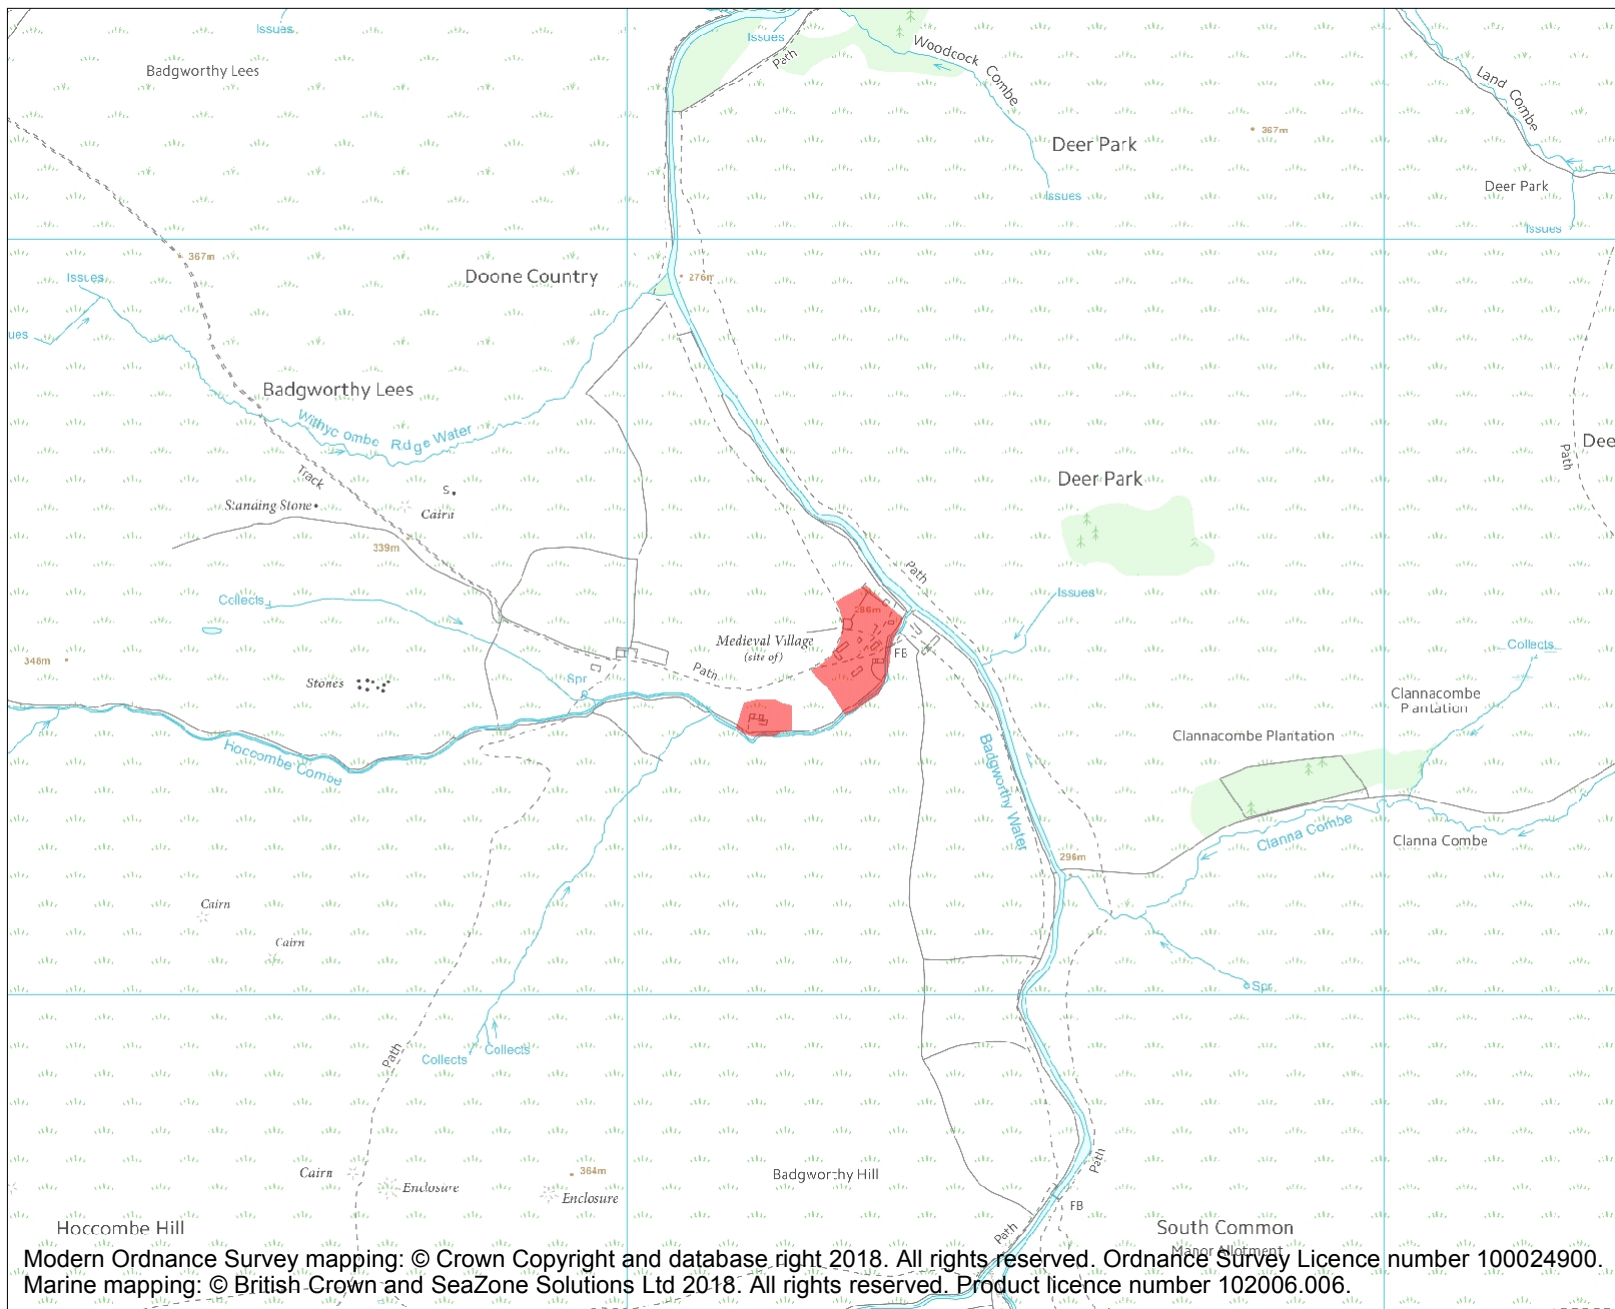 Issues
Badgworthy Lees
Issues
Path
Woodcock Combe
Land Combe
Deer Park
367m
Deer Park
Issues
Issues
367m
Doone Country
276m
Issues
ues
Badgworthy Lees
Withycombe Ridge Water
Dee
Path
Track
Deer Park
S
Standing Stone
Cairn
339m
Path
Collects
Issues
286m
Medieval Village
(site of)
FB
Collects
348m
Path
Stones
Spr
Clannacombe
Plantation
Clannacombe Plantation
Hoccombe Combe
Badgworthy Water
Clanna Combe
Clanna Combe
296m
Cairn
Cairn
Spr
Path
Collects
Collects
Path
Cairn
364m
Badgworthy Hill
Enclosure
Enclosure
FB
Hoccombe Hill
Path
South Common
Manor Allotment
Modern Ordnance Survey mapping: © Crown Copyright and database right 2018. All rights reserved. Ordnance Survey Licence number 100024900.
Marine mapping: © British Crown and SeaZone Solutions Ltd 2018. All rights reserved. Product licence number 102006.006.